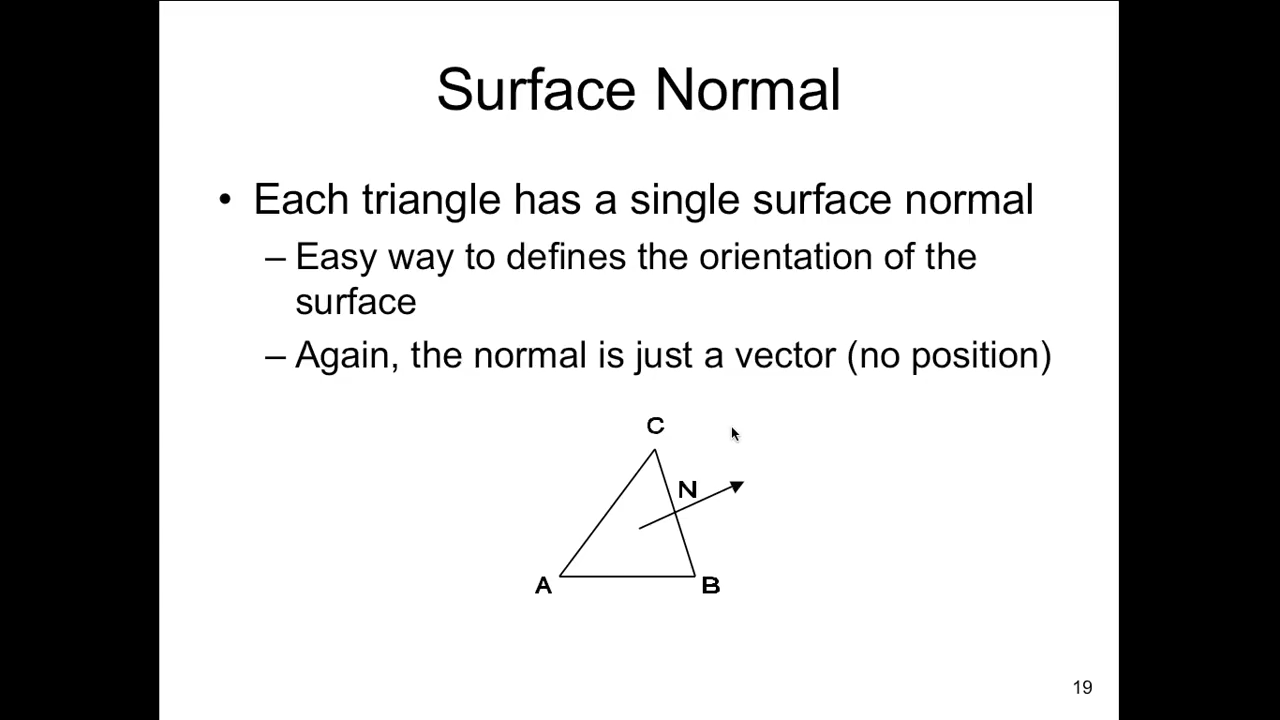 Surface Normal
• Each triangle has a single surface normal
– Easy way to defines the orientation of the
surface
– Again, the normal is just a vector (no position)
C
N
A
B
19